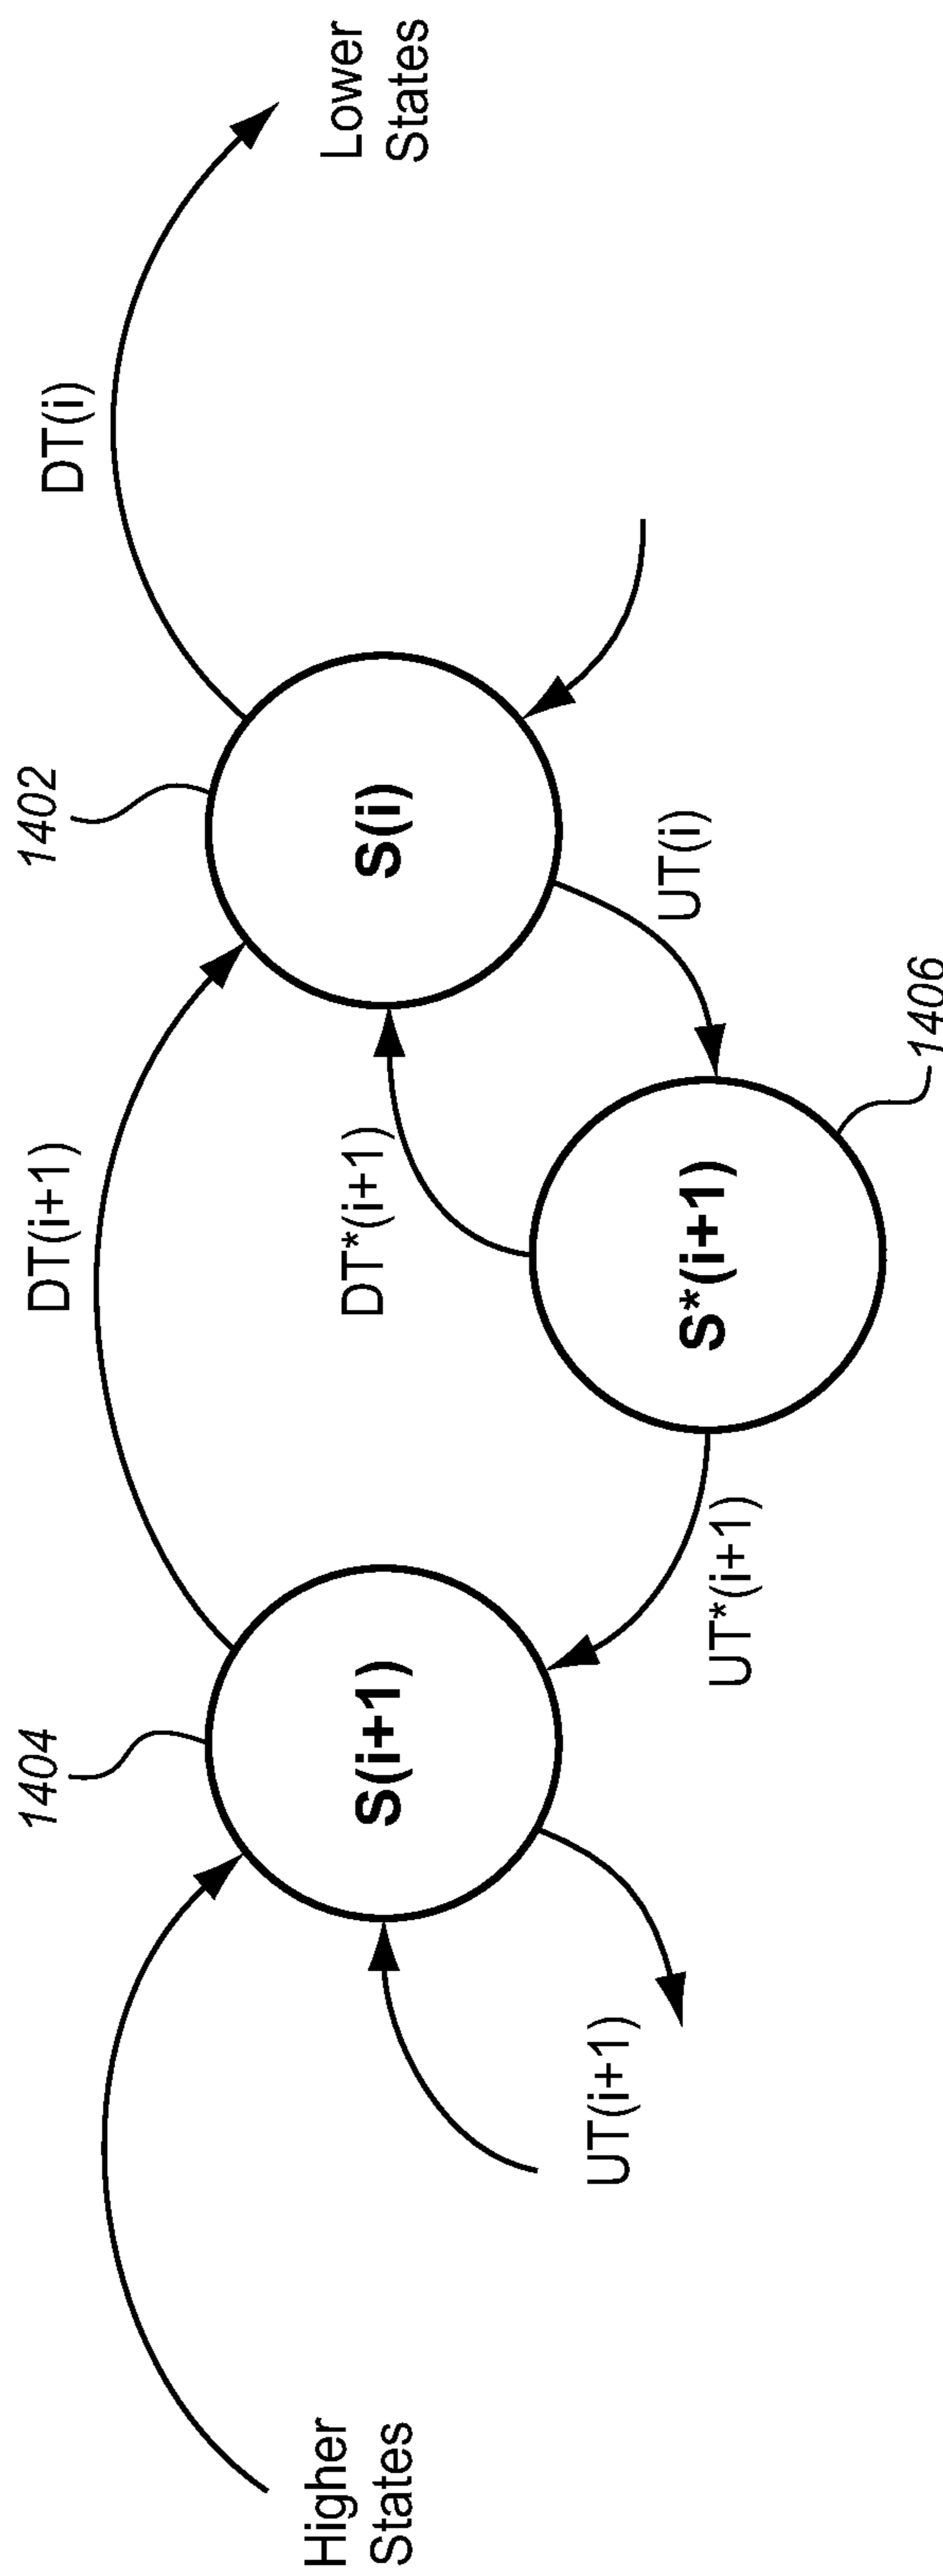 1404
1402
DT(i+1)
DT(i)
Higher
States
S(i+1)
DT*(i+1)
S(i)
Lower
States
UT(i+1)
UT*(i+1)
S*(i+1)
UT(i)
1406